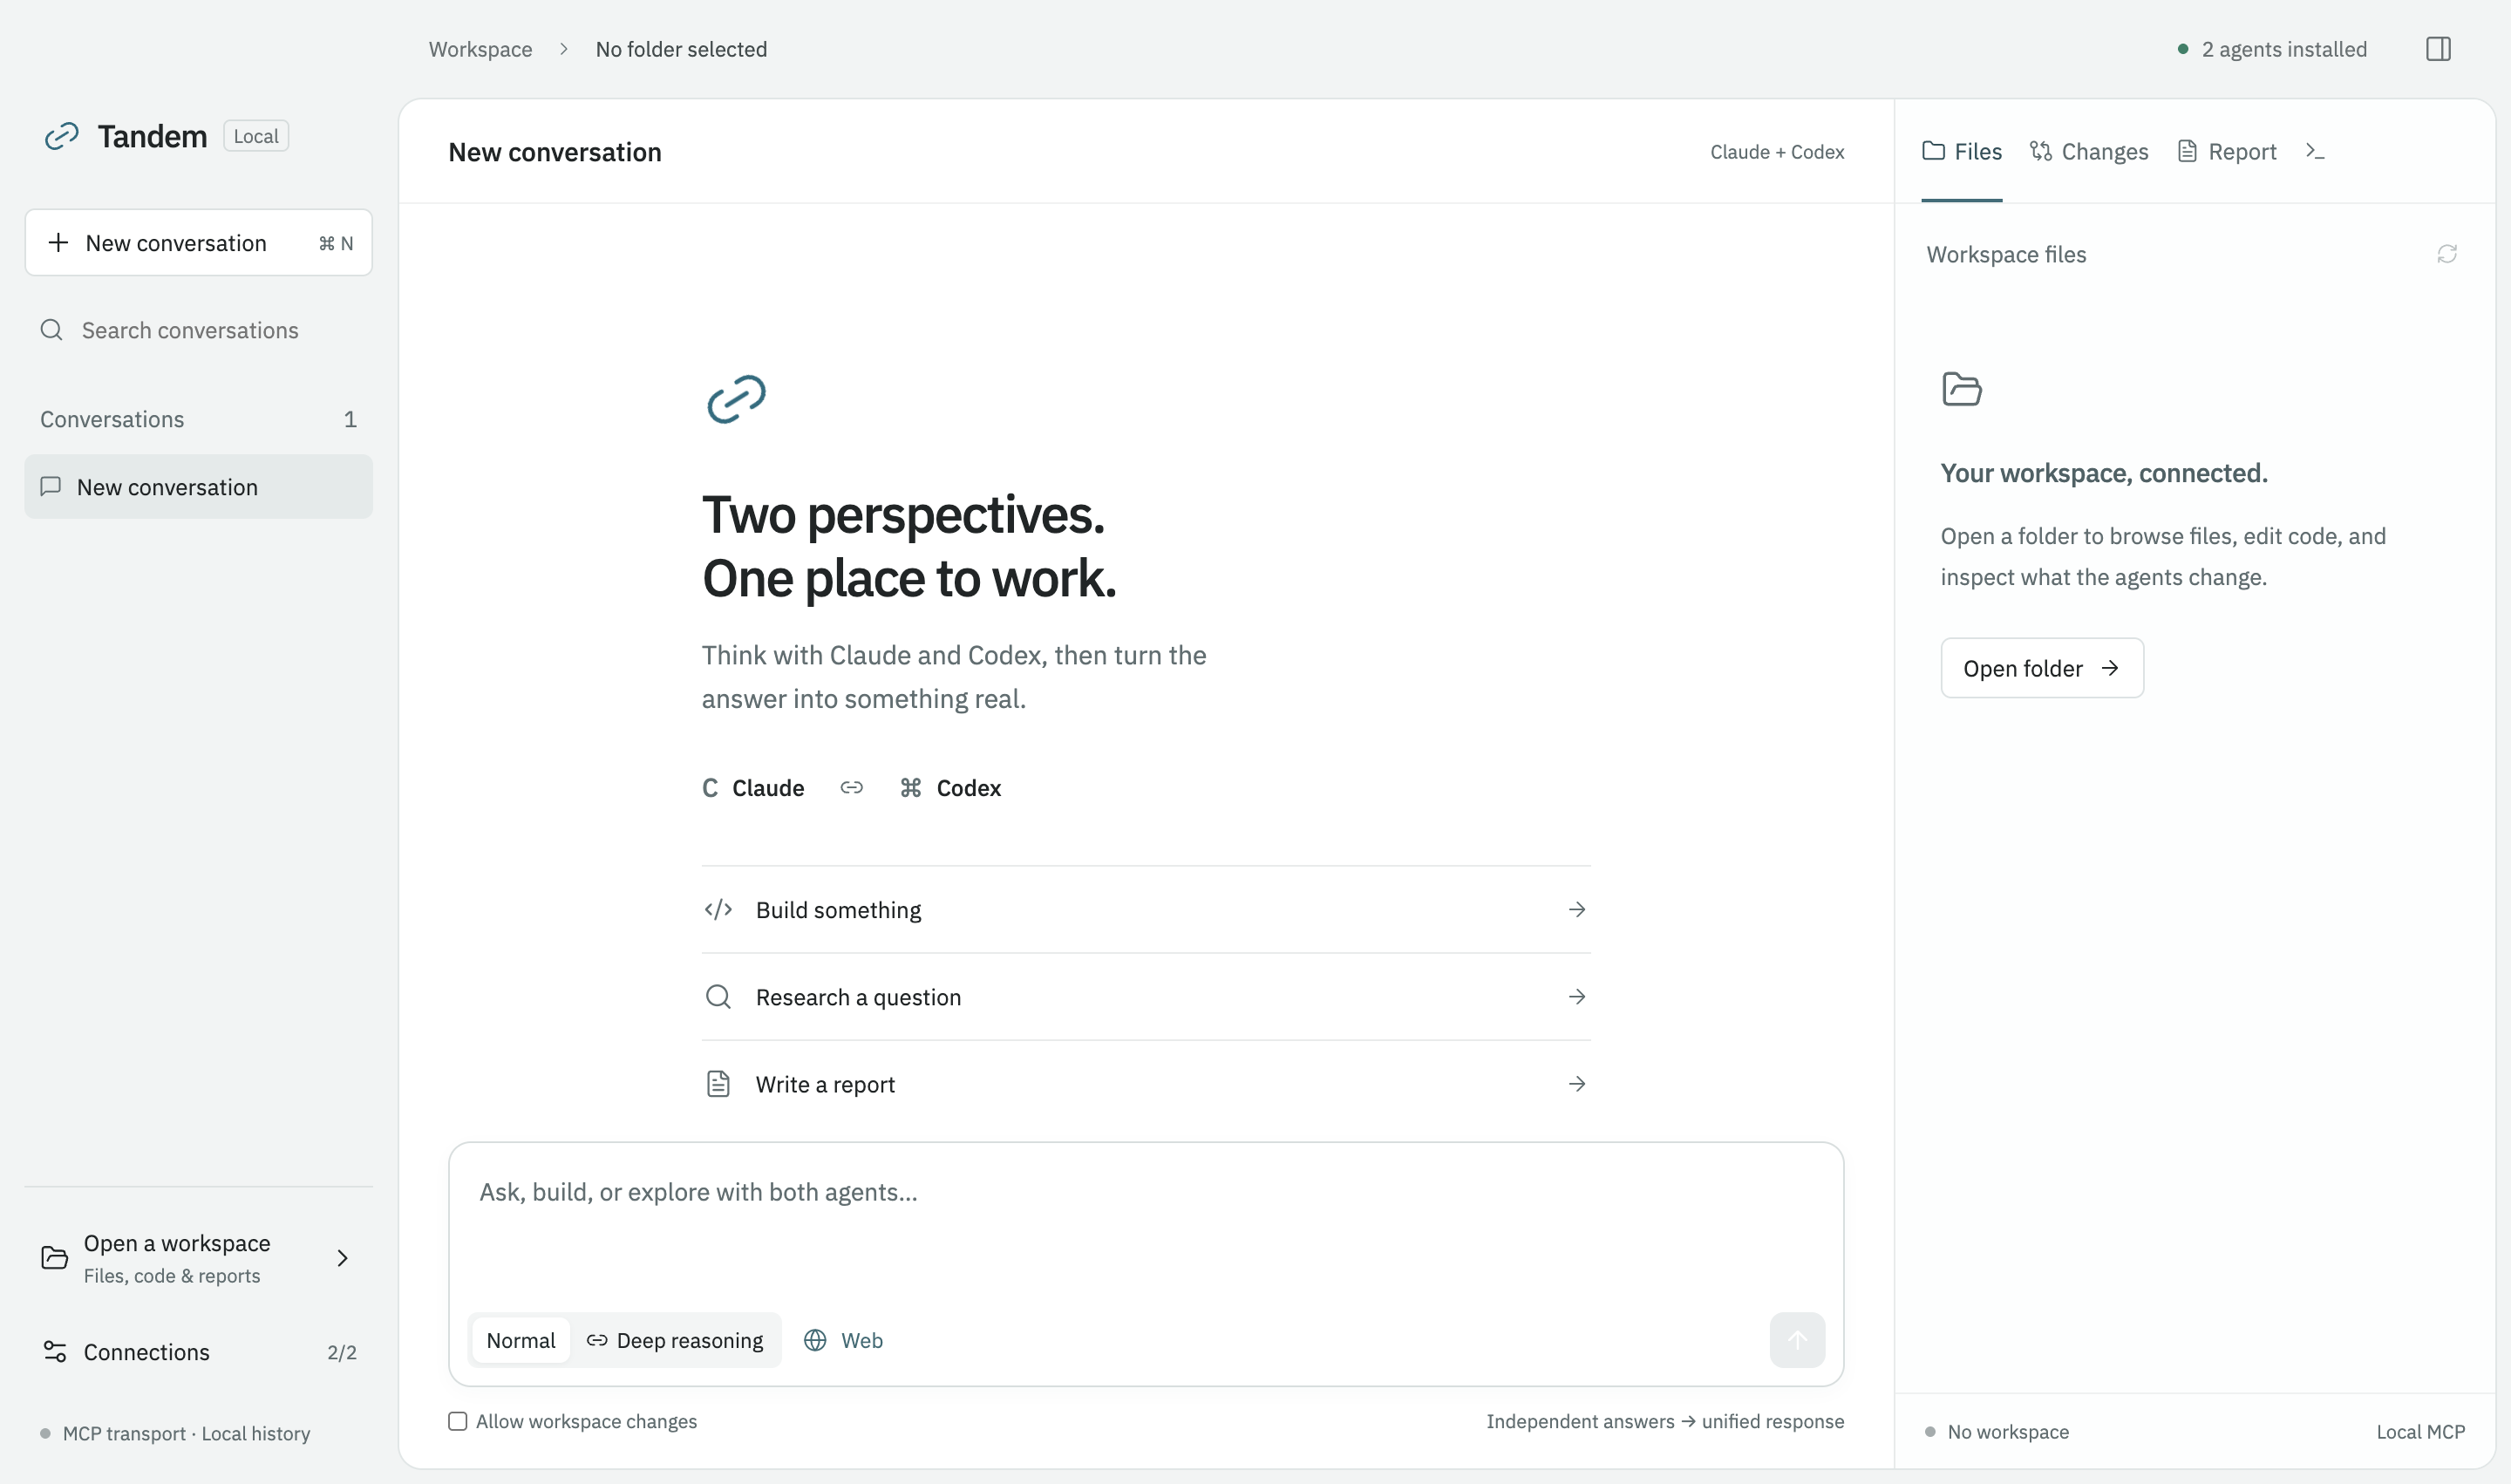 Workspace > No folder selected
2 agents installed
Tandem Local
New conversation ⌘ N
Search conversations
Conversations 1
New conversation
Open a workspace
Files, code & reports
Connections 2/2
MCP transport · Local history
New conversation
Claude + Codex
Two perspectives.
One place to work.
Think with Claude and Codex, then turn the
answer into something real.
C Claude ⌘ Codex
Build something
Research a question
Write a report
Ask, build, or explore with both agents...
Normal Deep reasoning Web
Allow workspace changes
Independent answers → unified response
Files Changes Report
Workspace files
Your workspace, connected.
Open a folder to browse files, edit code, and
inspect what the agents change.
Open folder →
No workspace
Local MCP